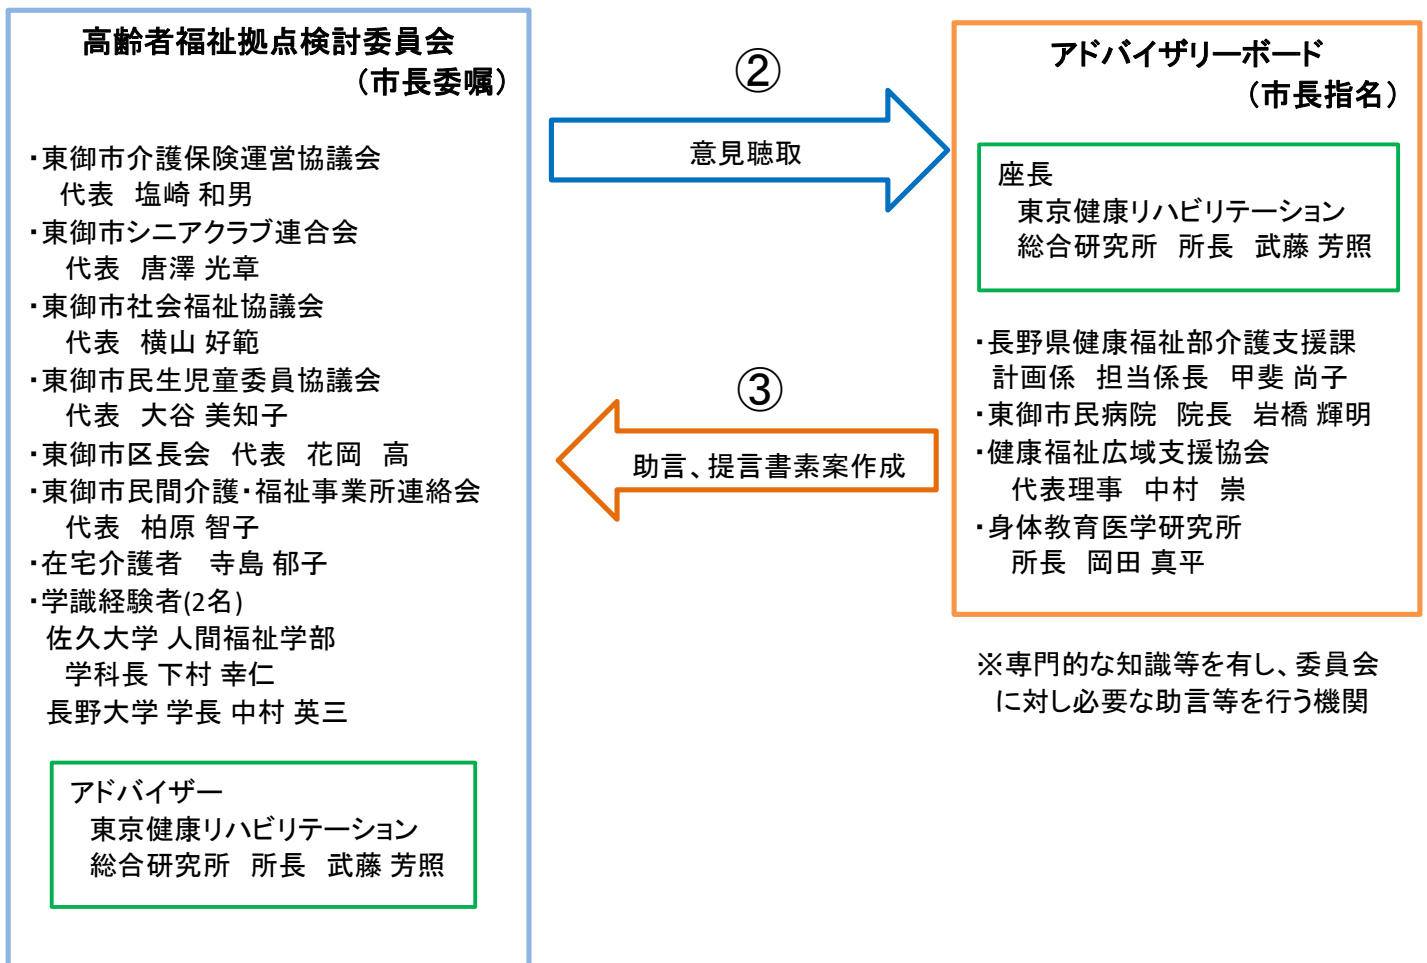 高齢者福祉拠点検討委員会
（市長委嘱）
・東御市介護保険運営協議会
代表　塩崎 和男
・東御市シニアクラブ連合会
代表　唐澤 光章
・東御市社会福祉協議会
代表　横山 好範
・東御市民生児童委員協議会
代表　大谷 美知子
・東御市区長会　代表　花岡　高
・東御市民間介護・福祉事業所連絡会
代表　柏原 智子
・在宅介護者　寺島 郁子
・学識経験者(2名)
佐久大学 人間福祉学部
学科長 下村 幸仁
長野大学 学長 中村 英三
アドバイザー
東京健康リハビリテーション
総合研究所　所長　武藤 芳照
②
意見聴取
③
助言、提言書素案作成
アドバイザリーボード
（市長指名）
座長
東京健康リハビリテーション
総合研究所　所長　武藤 芳照
・長野県健康福祉部介護支援課
計画係　担当係長　甲斐 尚子
・東御市民病院　院長　岩橋 輝明
・健康福祉広域支援協会
代表理事　中村　崇
・身体教育医学研究所
所長　岡田 真平
※専門的な知識等を有し、委員会
に対し必要な助言等を行う機関